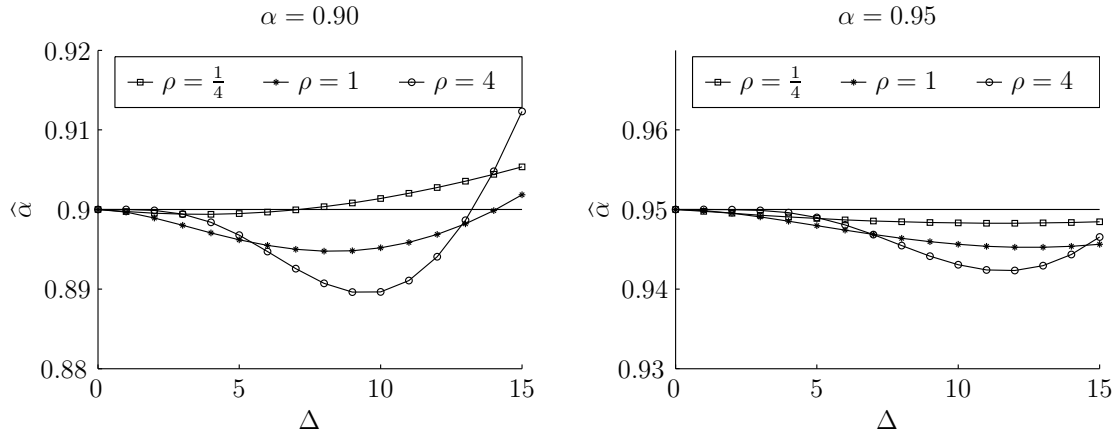 α = 0.90
0.92
ρ = 1/4 ρ = 1 ρ = 4
0.91
α̂ 0.9
0.89
0.88
0 5 10 15
Δ
α = 0.95
ρ = 1/4 ρ = 1 ρ = 4
0.96
α̂ 0.95
0.94
0.93
0 5 10 15
Δ